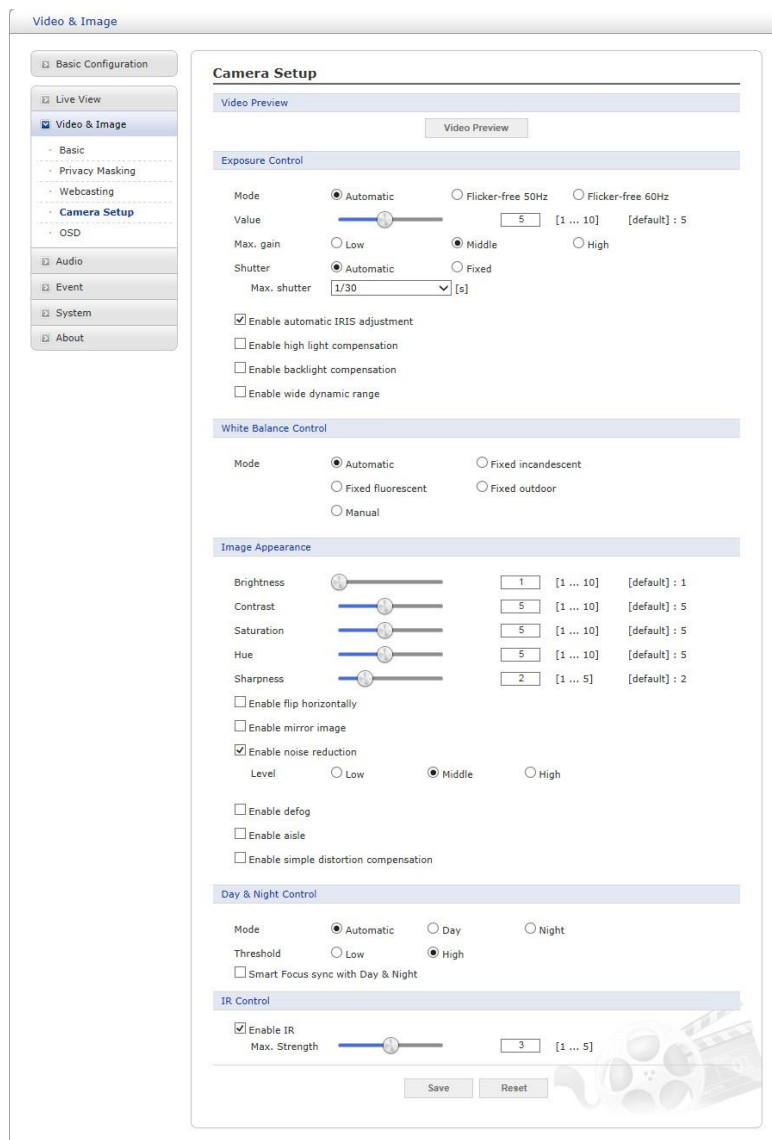 Video & Image
Basic Configuration
Live View
Video & Image
Basic
Privacy Masking
Webcasting
Camera Setup
OSD
Audio
Event
System
About
Camera Setup
Video Preview
Video Preview
Exposure Control
Mode Automatic Flicker-free 50Hz Flicker-free 60Hz
Value 5 [1 ... 10] [default] : 5
Max. gain Low Middle High
Shutter Automatic Fixed
Max. shutter 1/30 [s]
Enable automatic IRIS adjustment
Enable high light compensation
Enable backlight compensation
Enable wide dynamic range
White Balance Control
Mode Automatic Fixed incandescent
Fixed fluorescent Fixed outdoor
Manual
Image Appearance
Brightness 1 [1 ... 10] [default] : 1
Contrast 5 [1 ... 10] [default] : 5
Saturation 5 [1 ... 10] [default] : 5
Hue 5 [1 ... 10] [default] : 5
Sharpness 2 [1 ... 5] [default] : 2
Enable flip horizontally
Enable mirror image
Enable noise reduction
Level Low Middle High
Enable defog
Enable aisle
Enable simple distortion compensation
Day & Night Control
Mode Automatic Day Night
Threshold Low High
Smart Focus sync with Day & Night
IR Control
Enable IR
Max. Strength 3 [1 ... 5]
Save Reset